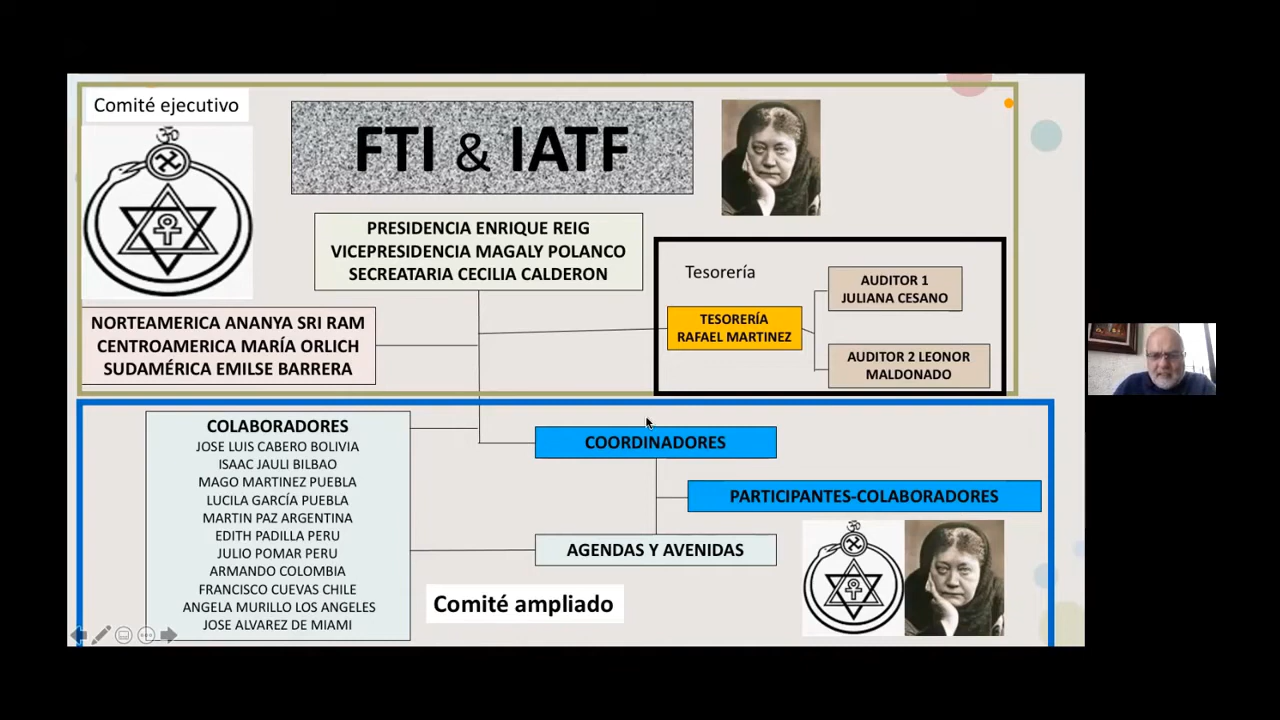 Comité ejecutivo
FTI & IATF
PRESIDENCIA ENRIQUE REIG
VICEPRESIDENCIA MAGALY POLANCO
SECREATARIA CECILIA CALDERON
Tesorería
AUDITOR 1
JULIANA CESANO
TESORERÍA
RAFAEL MARTINEZ
AUDITOR 2 LEONOR
MALDONADO
NORTEAMERICA ANANYA SRI RAM
CENTROAMERICA MARÍA ORLICH
SUDAMÉRICA EMILSE BARRERA
COLABORADORES
JOSE LUIS CABERO BOLIVIA
ISAAC JAULI BILBAO
MAGO MARTINEZ PUEBLA
LUCILA GARCÍA PUEBLA
MARTIN PAZ ARGENTINA
EDITH PADILLA PERU
JULIO POMAR PERU
ARMANDO COLOMBIA
FRANCISCO CUEVAS CHILE
ANGELA MURILLO LOS ANGELES
JOSE ALVAREZ DE MIAMI
COORDINADORES
PARTICIPANTES-COLABORADORES
AGENDAS Y AVENIDAS
Comité ampliado